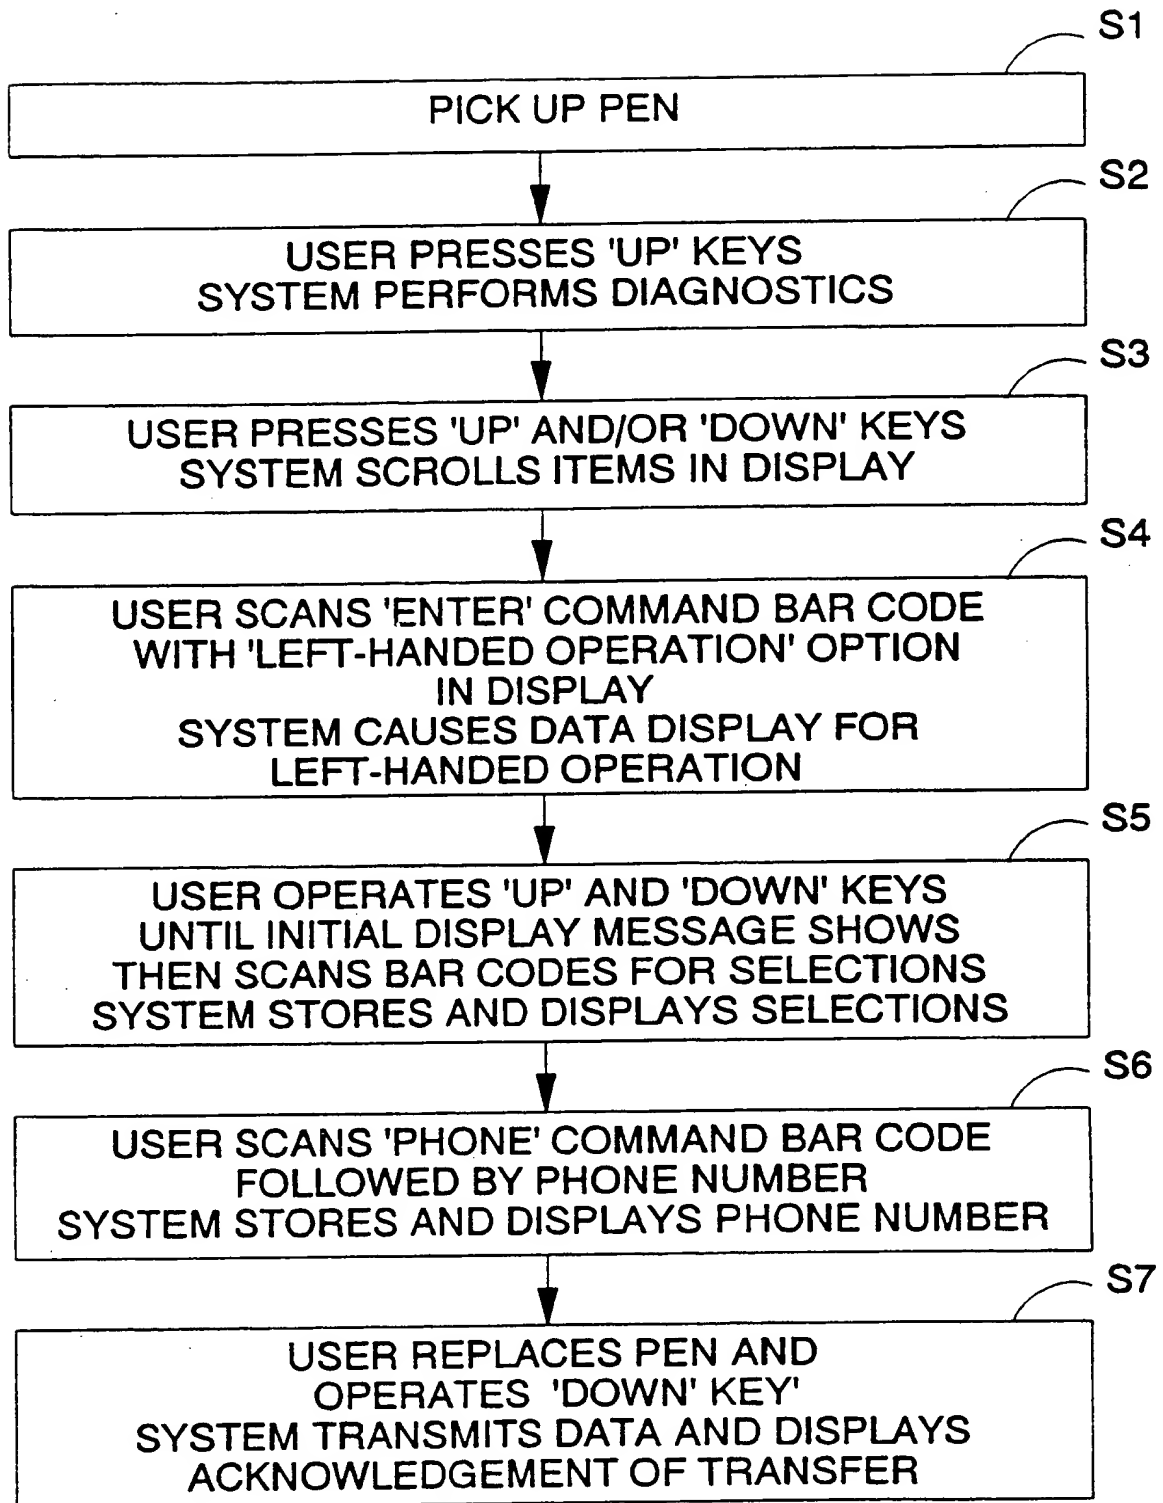 S1
PICK UP PEN
S2
USER PRESSES 'UP' KEYS
SYSTEM PERFORMS DIAGNOSTICS
S3
USER PRESSES 'UP' AND/OR 'DOWN' KEYS
SYSTEM SCROLLS ITEMS IN DISPLAY
S4
USER SCANS 'ENTER' COMMAND BAR CODE
WITH 'LEFT-HANDED OPERATION' OPTION
IN DISPLAY
SYSTEM CAUSES DATA DISPLAY FOR
LEFT-HANDED OPERATION
S5
USER OPERATES 'UP' AND 'DOWN' KEYS
UNTIL INITIAL DISPLAY MESSAGE SHOWS
THEN SCANS BAR CODES FOR SELECTIONS
SYSTEM STORES AND DISPLAYS SELECTIONS
S6
USER SCANS 'PHONE' COMMAND BAR CODE
FOLLOWED BY PHONE NUMBER
SYSTEM STORES AND DISPLAYS PHONE NUMBER
S7
USER REPLACES PEN AND
OPERATES 'DOWN' KEY'
SYSTEM TRANSMITS DATA AND DISPLAYS
ACKNOWLEDGEMENT OF TRANSFER